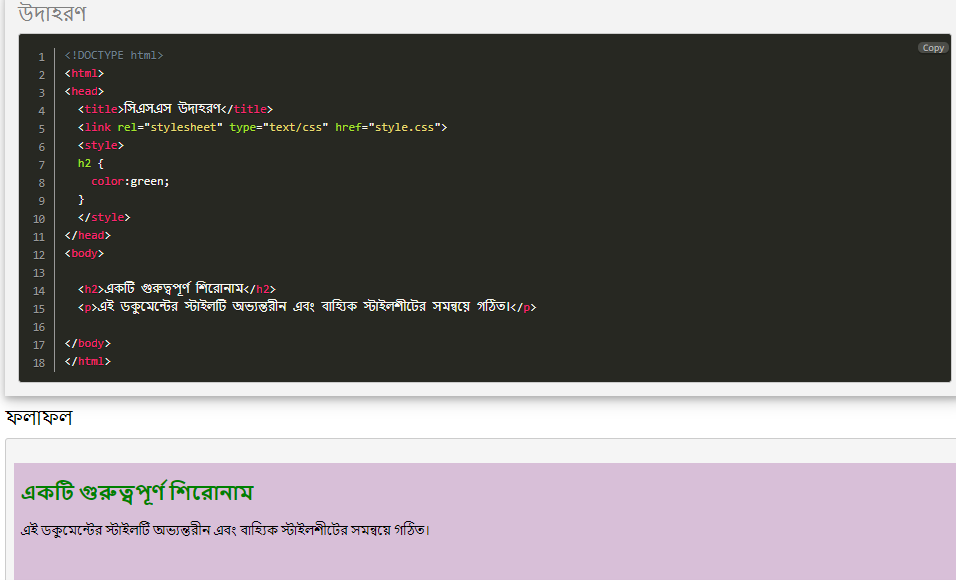 উদাহরণ
Copy
1 <!DOCTYPE html>
2 <html>
3 <head>
4   <title>সিএসএস উদাহরণ</title>
5   <link rel="stylesheet" type="text/css" href="style.css">
6   <style>
7   h2 {
8     color:green;
9   }
10   </style>
11 </head>
12 <body>
13
14   <h2>একটি গুরুত্বপূর্ণ শিরোনাম</h2>
15   <p>এই ডকুমেন্টের স্টাইলটি অভ্যন্তরীন এবং বাহ্যিক স্টাইলশীটের সমন্বয়ে গঠিত।</p>
16
17 </body>
18 </html>
ফলাফল
একটি গুরুত্বপূর্ণ শিরোনাম
এই ডকুমেন্টের স্টাইলটি অভ্যন্তরীন এবং বাহ্যিক স্টাইলশীটের সমন্বয়ে গঠিত।